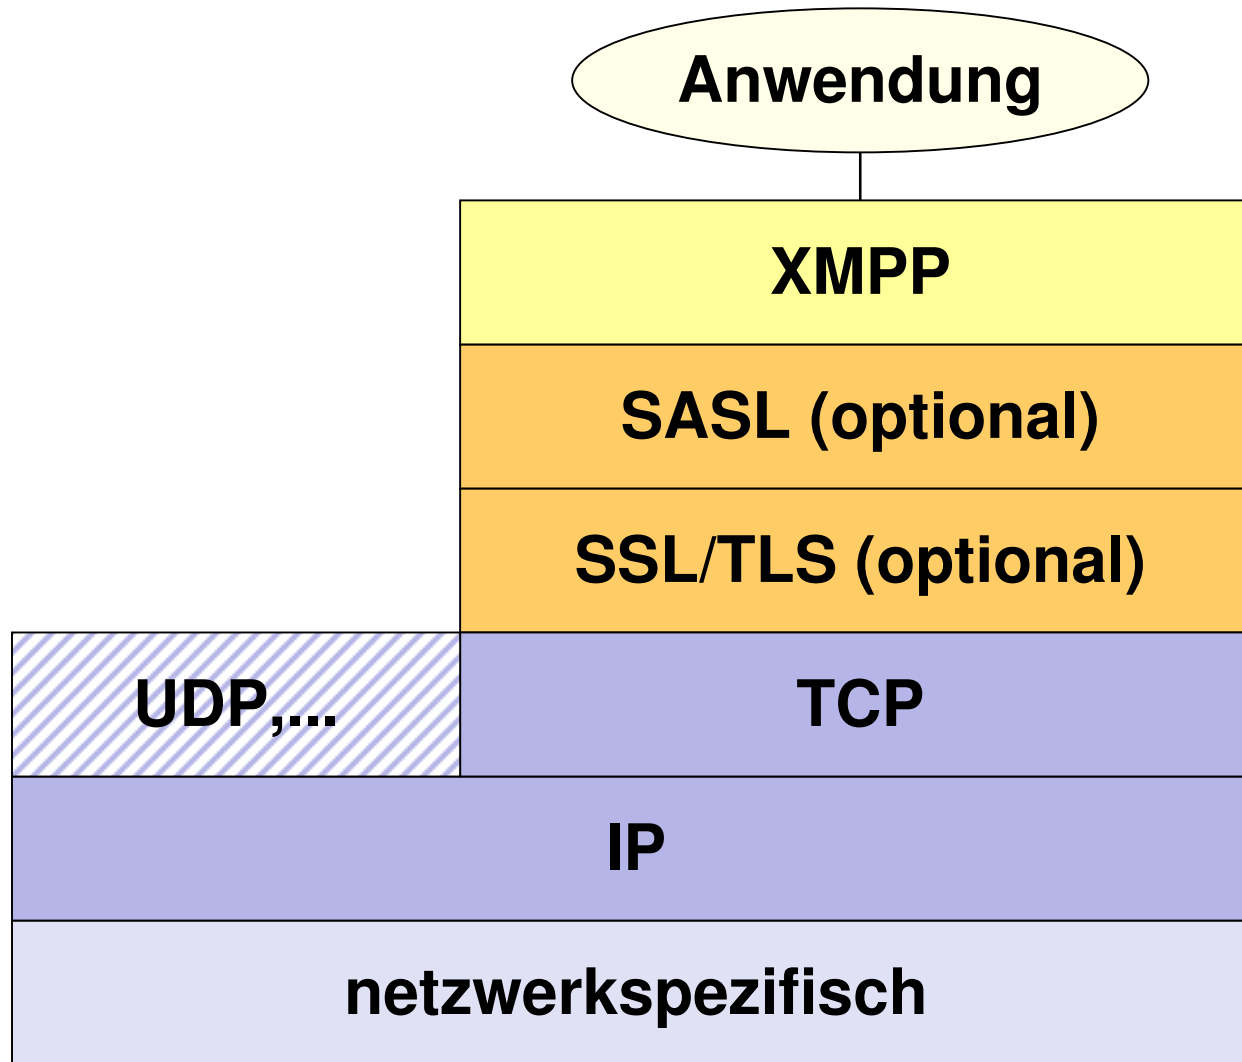 Anwendung
XMPP
SASL (optional)
SSL/TLS (optional)
UDP,... TCP
IP
netzwerkspezifisch